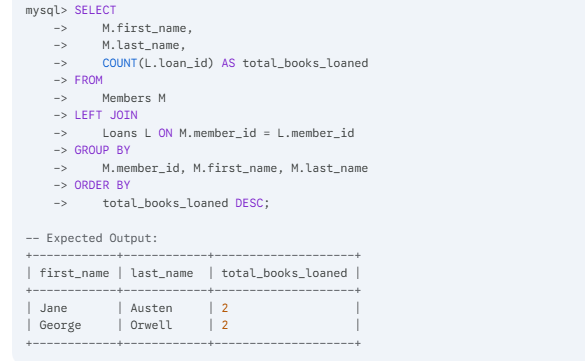 mysql> SELECT
    ->     M.first_name,
    ->     M.last_name,
    ->     COUNT(L.loan_id) AS total_books_loaned
    -> FROM
    ->     Members M
    -> LEFT JOIN
    ->     Loans L ON M.member_id = L.member_id
    -> GROUP BY
    ->     M.member_id, M.first_name, M.last_name
    -> ORDER BY
    ->     total_books_loaned DESC;

-- Expected Output:
+------------+------------+--------------------+
| first_name | last_name  | total_books_loaned |
+------------+------------+--------------------+
| Jane       | Austen     | 2                  |
| George     | Orwell     | 2                  |
+------------+------------+--------------------+